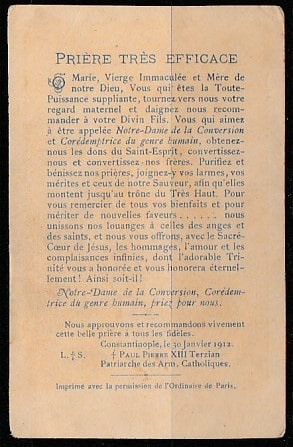 PRIÈRE TRÈS EFFICACE
Ô Marie, Vierge Immaculée et Mère de
notre Dieu, Vous qui êtes la Toute-
Puissance suppliante, tournez vers nous votre
regard maternel et daignez nous recom-
mander à votre Divin Fils. Vous qui aimez
à être appelée Notre-Dame de la Conversion
et Corédemptrice du genre humain, obtenez-
nous les dons du Saint-Esprit, convertissez-
nous et convertissez nos frères. Purifiez et
bénissez nos prières, joignez-y vos larmes, vos
mérites et ceux de notre Sauveur, afin qu'elles
montent jusqu'au trône du Très Haut. Pour
vous remercier de tous vos bienfaits et pour
mériter de nouvelles faveurs...... nous
unissons nos louanges à celles des anges et
des saints, et nous vous offrons, avec le Sacré-
Cœur de Jésus, les hommages, l'amour et les
complaisances infinies, dont l'adorable Tri-
nité vous a honorée et vous honorera éternel-
lement! Ainsi soit-il!
Notre-Dame de la Conversion, Corédemp-
trice du genre humain, priez pour nous.
Nous approuvons et recommandons vivement
cette belle prière à tous les fidèles.
Constantinople, le 30 Janvier 1912.
L. ‡ S. † PAUL PIERRE XIII TERZIAN
Patriarche des Arm. Catholiques.
Imprimé avec la permission de l'Ordinaire de Paris.